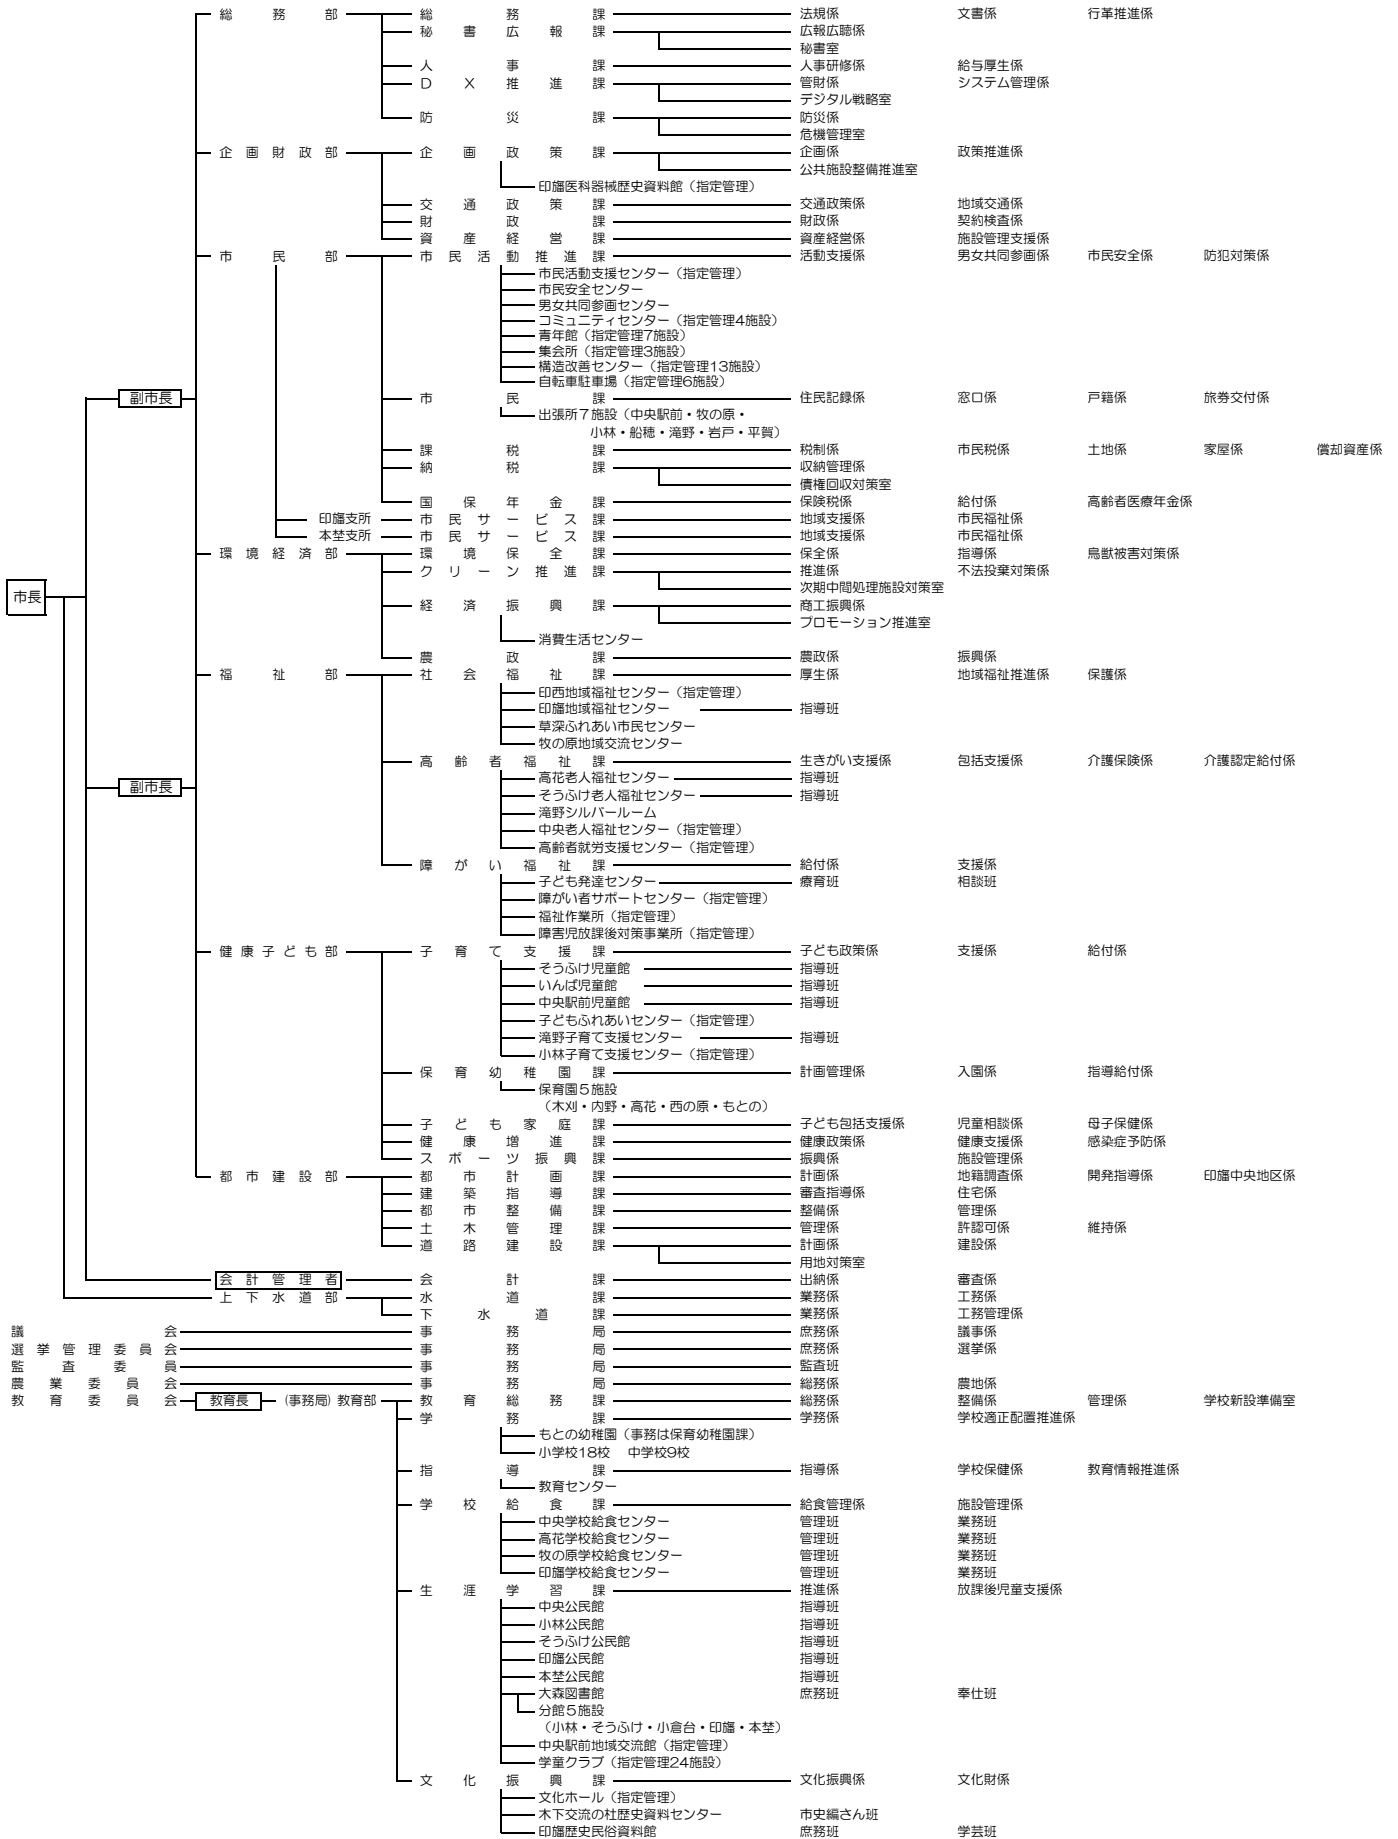 総務部 総務課 法規係 文書係 行革推進係
秘書広報課 広報広聴係
秘書室
人事課 人事研修係 給与厚生係
DX推進課 管財係 システム管理係
デジタル戦略室
防災課 防災係
危機管理室
企画財政部 企画政策課 企画係 政策推進係
公共施設整備推進室
印旛医科器械歴史資料館（指定管理）
交通政策課 交通政策係 地域交通係
財政課 財政係 契約検査係
資産経営課 資産経営係 施設管理支援係
市民部 市民活動推進課 活動支援係 男女共同参画係 市民安全係 防犯対策係
市民活動支援センター（指定管理）
市民安全センター
男女共同参画センター
コミュニティセンター（指定管理4施設）
青年館（指定管理7施設）
集会所（指定管理3施設）
構造改善センター（指定管理13施設）
自転車駐車場（指定管理6施設）
副市長 市民課 住民記録係 窓口係 戸籍係 旅券交付係
出張所７施設（中央駅前・牧の原・
小林・船穂・滝野・岩戸・平賀）
課税課 税制係 市民税係 土地係 家屋係 償却資産係
納税課 収納管理係
債権回収対策室
国保年金課 保険税係 給付係 高齢者医療年金係
印旛支所 市民サービス課 地域支援係 市民福祉係
本埜支所 市民サービス課 地域支援係 市民福祉係
環境経済部 環境保全課 保全係 指導係 鳥獣被害対策係
クリーン推進課 推進係 不法投棄対策係
次期中間処理施設対策室
市長 経済振興課 商工振興係
プロモーション推進室
消費生活センター
農政課 農政係 振興係
福祉部 社会福祉課 厚生係 地域福祉推進係 保護係
印西地域福祉センター（指定管理）
印旛地域福祉センター 指導班
草深ふれあい市民センター
牧の原地域交流センター
高齢者福祉課 生きがい支援係 包括支援係 介護保険係 介護認定給付係
高花老人福祉センター 指導班
副市長 そうふけ老人福祉センター 指導班
滝野シルバールーム
中央老人福祉センター（指定管理）
高齢者就労支援センター（指定管理）
障がい福祉課 給付係 支援係
子ども発達センター 療育班 相談班
障がい者サポートセンター（指定管理）
福祉作業所（指定管理）
障害児放課後対策事業所（指定管理）
健康子ども部 子育て支援課 子ども政策係 支援係 給付係
そうふけ児童館 指導班
いんば児童館 指導班
中央駅前児童館 指導班
子どもふれあいセンター（指定管理）
滝野子育て支援センター 指導班
小林子育て支援センター（指定管理）
保育幼稚園課 計画管理係 入園係 指導給付係
保育園５施設
（木刈・内野・高花・西の原・もとの）
子ども家庭課 子ども包括支援係 児童相談係 母子保健係
健康増進課 健康政策係 健康支援係 感染症予防係
スポーツ振興課 振興係 施設管理係
都市建設部 都市計画課 計画係 地籍調査係 開発指導係 印旛中央地区係
建築指導課 審査指導係 住宅係
都市整備課 整備係 管理係
土木管理課 管理係 許認可係 維持係
道路建設課 計画係 建設係
用地対策室
会計管理者 会計課 出納係 審査係
上下水道部 水道課 業務係 工務係
下水道課 業務係 工務管理係
議会 事務局 庶務係 議事係
選挙管理委員会 事務局 庶務係 選挙係
監査委員 事務局 監査班
農業委員会 事務局 総務係 農地係
教育委員会 教育長 (事務局)教育部 教育総務課 総務係 整備係 管理係 学校新設準備室
学務課 学務係 学校適正配置推進係
もとの幼稚園（事務は保育幼稚園課）
小学校18校 中学校9校
指導課 指導係 学校保健係 教育情報推進係
教育センター
学校給食課 給食管理係 施設管理係
中央学校給食センター 管理班 業務班
高花学校給食センター 管理班 業務班
牧の原学校給食センター 管理班 業務班
印旛学校給食センター 管理班 業務班
生涯学習課 推進係 放課後児童支援係
中央公民館 指導班
小林公民館 指導班
そうふけ公民館 指導班
印旛公民館 指導班
本埜公民館 指導班
大森図書館 庶務班 奉仕班
分館５施設
（小林・そうふけ・小倉台・印旛・本埜）
中央駅前地域交流館（指定管理）
学童クラブ（指定管理24施設）
文化振興課 文化振興係 文化財係
文化ホール（指定管理）
木下交流の杜歴史資料センター 市史編さん班
印旛歴史民俗資料館 庶務班 学芸班